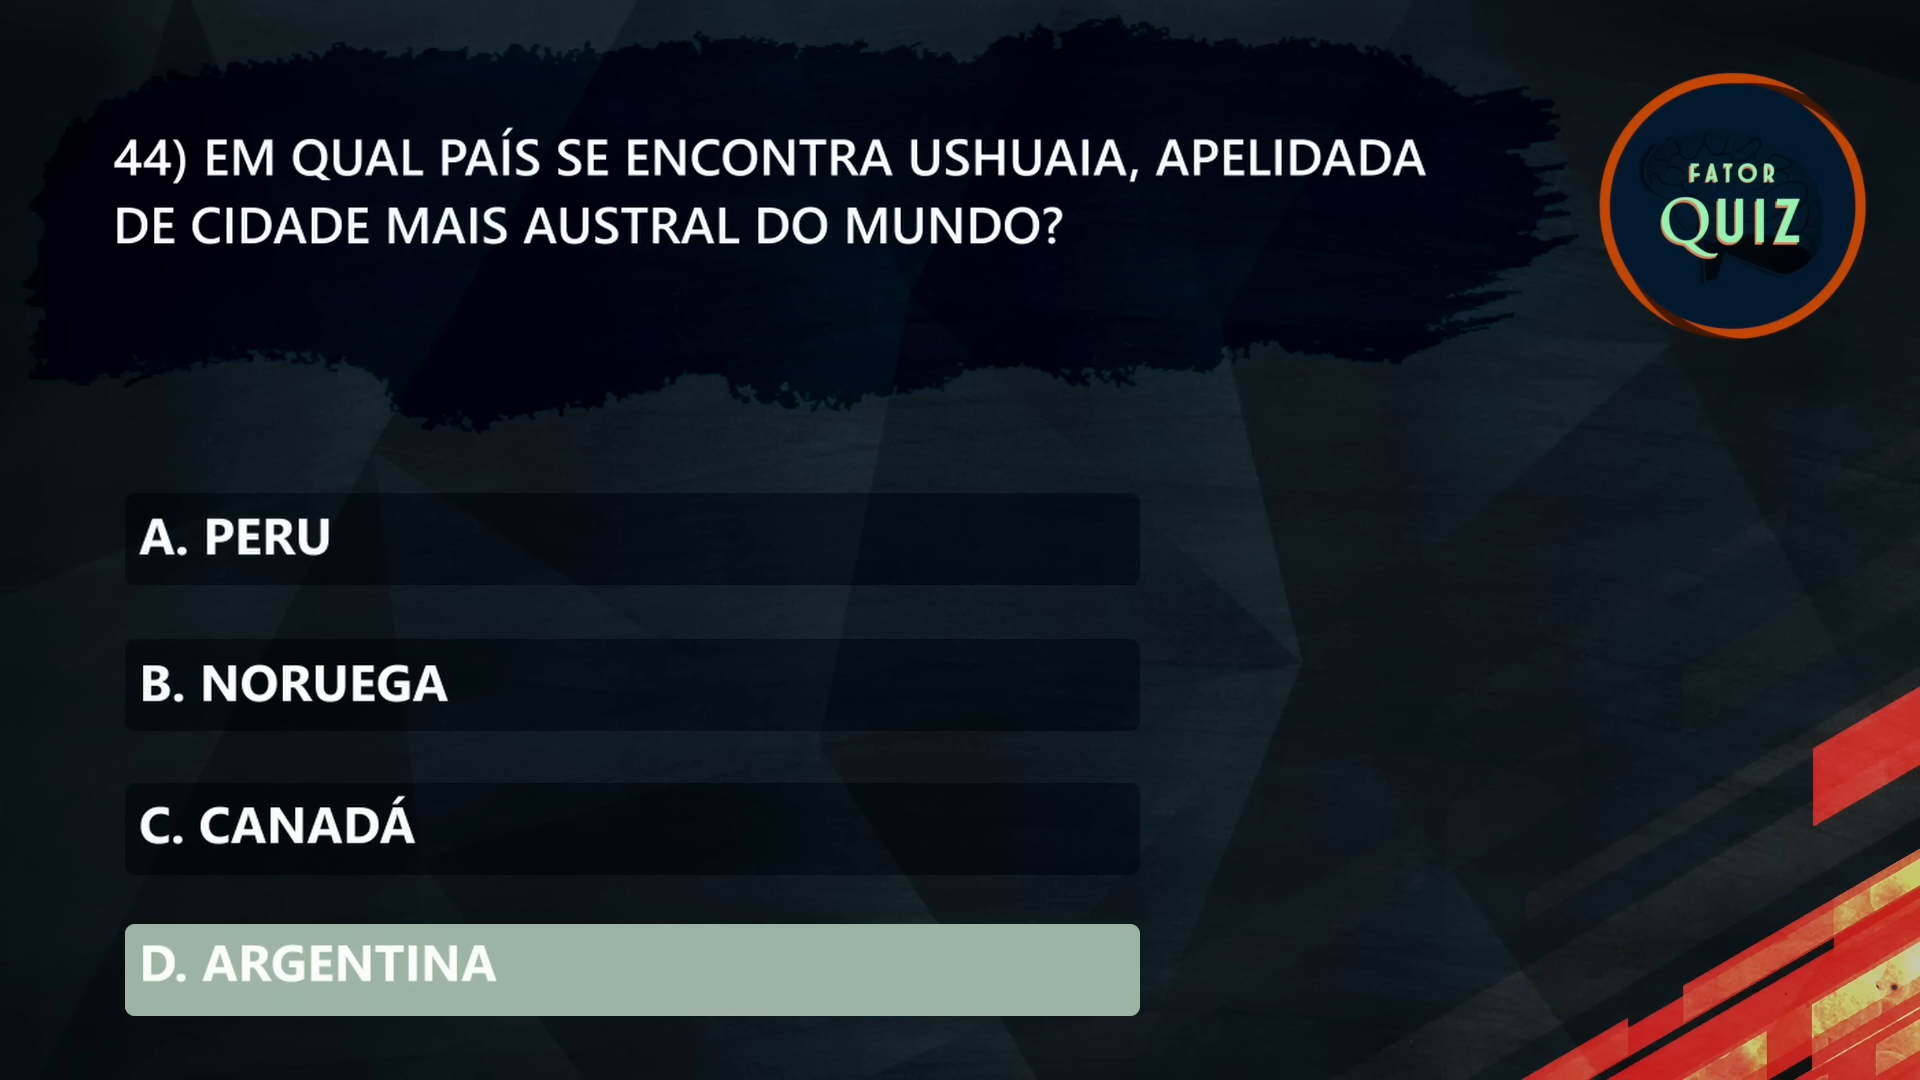 44) EM QUAL PAÍS SE ENCONTRA USHUAIA, APELIDADA
DE CIDADE MAIS AUSTRAL DO MUNDO?
FATOR
QUIZ
A. PERU
B. NORUEGA
C. CANADÁ
D. ARGENTINA